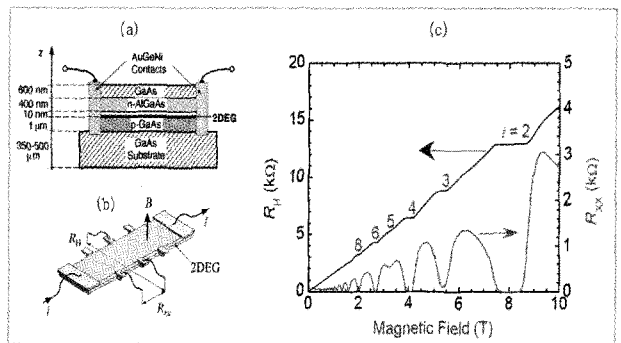 (a)
z
AuGeNi
Contacts
600 nm
GaAs
400 nm
n-AlGaAs
10 nm
2DEG
1 μm
p-GaAs
350-500
μm
GaAs
Substrate
(b)
B
I
R_H
2DEG
R_xx
I
(c)
20
15
10
5
0
R_H (kΩ)
5
4
3
2
1
0
R_xx (kΩ)
i = 2
3
4
5
6
8
0 2 4 6 8 10
Magnetic Field (T)